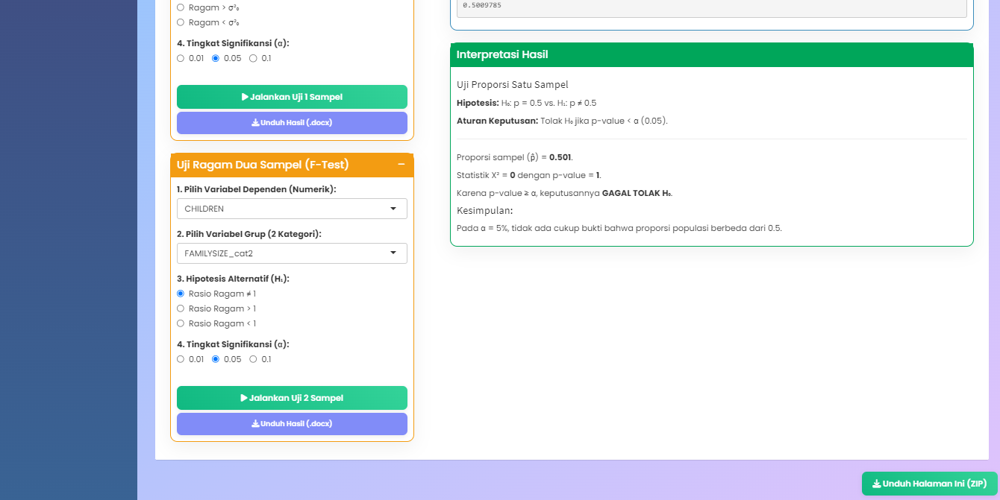 Ragam > σ²₀
Ragam < σ²₀
4. Tingkat Signifikansi (α):
0.01 0.05 0.1
Jalankan Uji 1 Sampel
Unduh Hasil (.docx)
Uji Ragam Dua Sampel (F-Test) −
1. Pilih Variabel Dependen (Numerik):
CHILDREN
2. Pilih Variabel Grup (2 Kategori):
FAMILYSIZE_cat2
3. Hipotesis Alternatif (H₁):
Rasio Ragam ≠ 1
Rasio Ragam > 1
Rasio Ragam < 1
4. Tingkat Signifikansi (α):
0.01 0.05 0.1
Jalankan Uji 2 Sampel
Unduh Hasil (.docx)
0.5009785
Interpretasi Hasil
Uji Proporsi Satu Sampel
Hipotesis: H₀: p = 0.5 vs. H₁: p ≠ 0.5
Aturan Keputusan: Tolak H₀ jika p-value < α (0.05).
Proporsi sampel (p̂) = 0.501.
Statistik X² = 0 dengan p-value = 1.
Karena p-value ≥ α, keputusannya GAGAL TOLAK H₀.
Kesimpulan:
Pada α = 5%, tidak ada cukup bukti bahwa proporsi populasi berbeda dari 0.5.
Unduh Halaman Ini (ZIP)